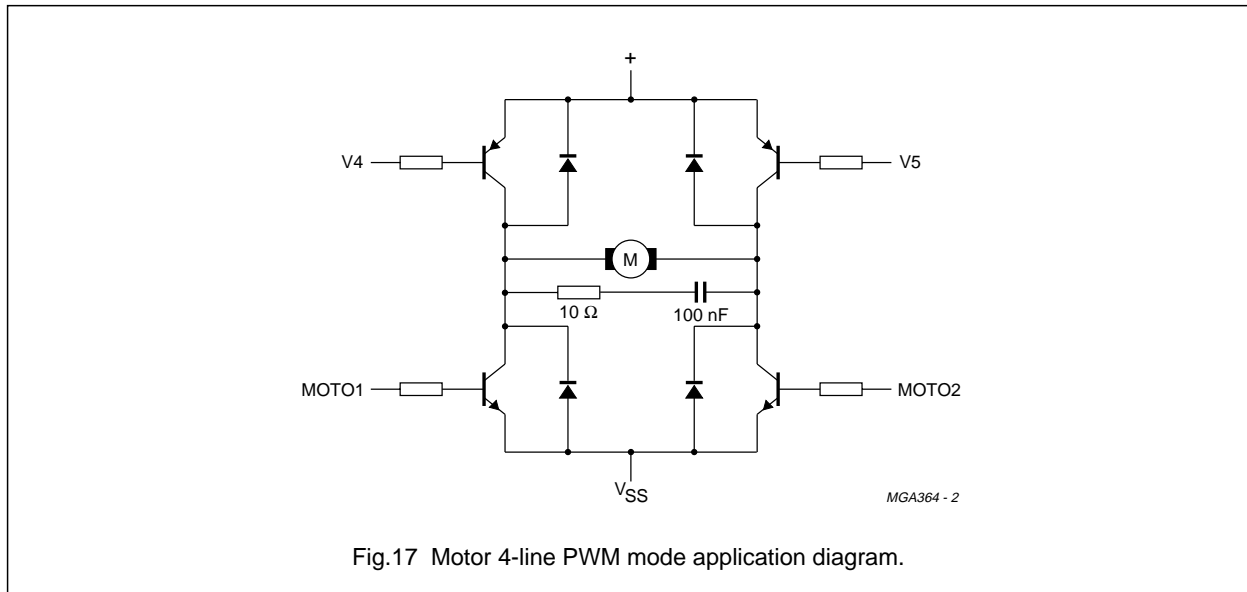 +
V4
V5
M
10 Ω
100 nF
MOTO1
MOTO2
VSS
MGA364 - 2
Fig.17 Motor 4-line PWM mode application diagram.